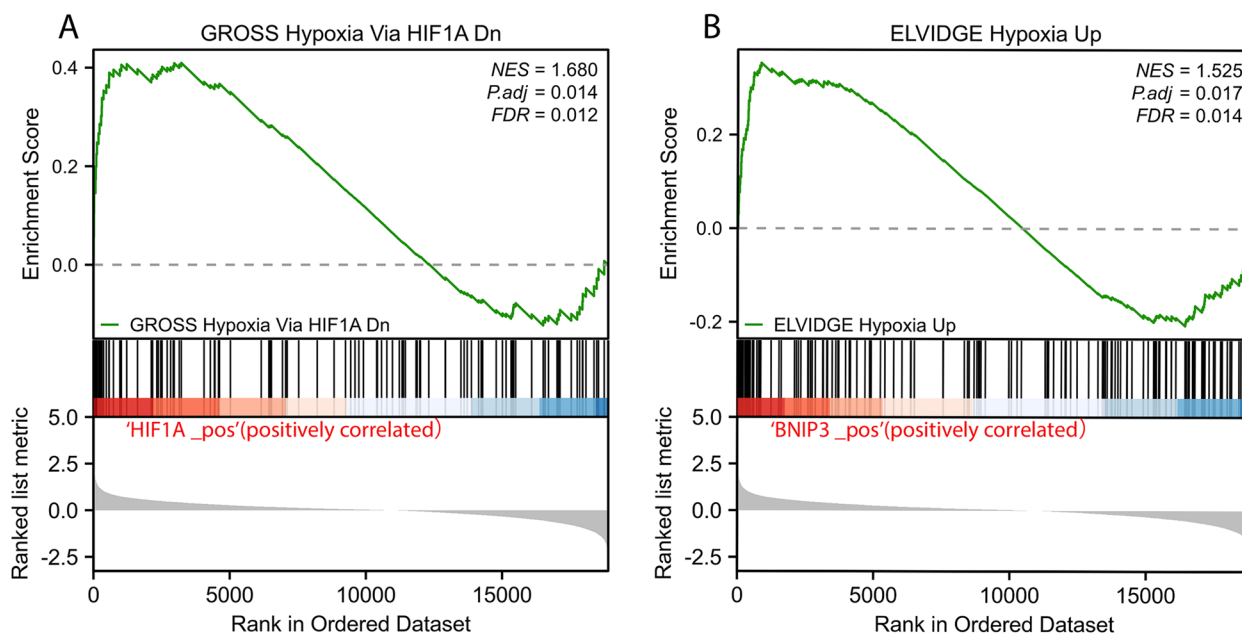 A
GROSS Hypoxia Via HIF1A Dn
NES = 1.680
P.adj = 0.014
FDR = 0.012
Enrichment Score
0.4
0.2
0.0
GROSS Hypoxia Via HIF1A Dn
'HIF1A _pos'(positively correlated)
Ranked list metric
5.0
2.5
0.0
-2.5
0
5000
10000
15000
Rank in Ordered Dataset
B
ELVIDGE Hypoxia Up
NES = 1.525
P.adj = 0.017
FDR = 0.014
Enrichment Score
0.2
0.0
-0.2
ELVIDGE Hypoxia Up
'BNIP3 _pos'(positively correlated)
Ranked list metric
5.0
2.5
0.0
-2.5
0
5000
10000
15000
Rank in Ordered Dataset